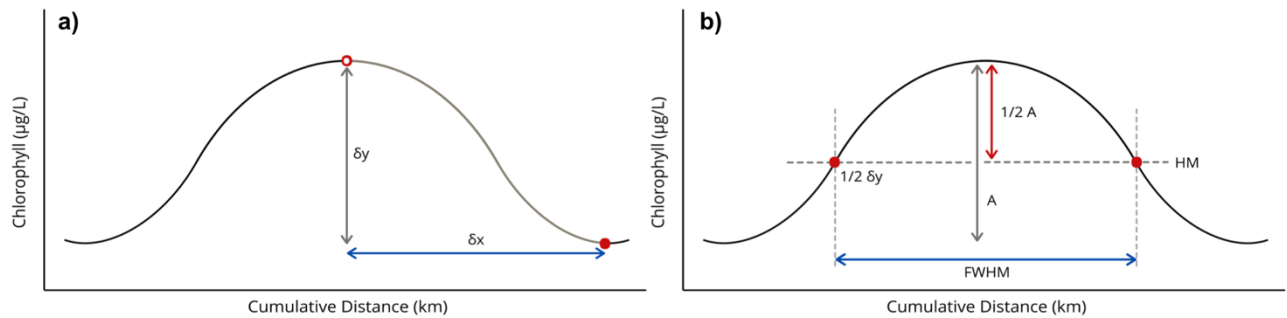 a)
Chlorophyll (µg/L)
δy
δx
Cumulative Distance (km)
b)
Chlorophyll (µg/L)
1/2 A
HM
1/2 δy
A
FWHM
Cumulative Distance (km)